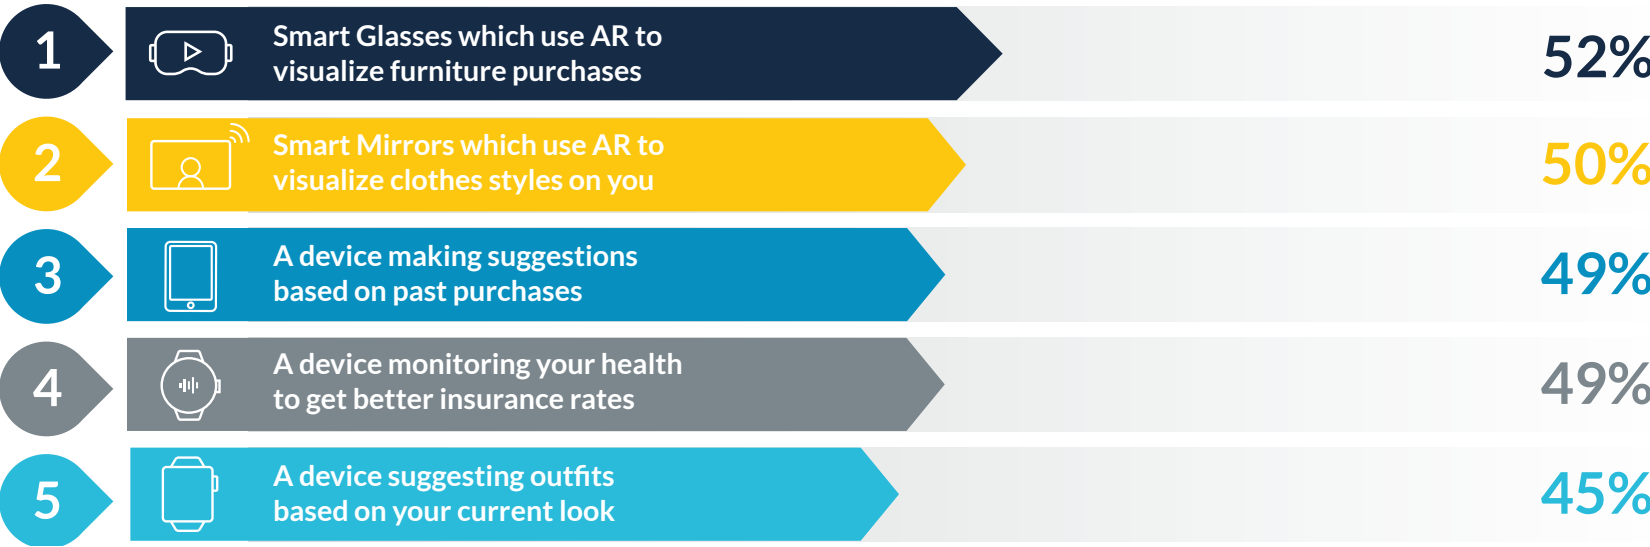 1
Smart Glasses which use AR to
visualize furniture purchases
52%
2
Smart Mirrors which use AR to
visualize clothes styles on you
50%
3
A device making suggestions
based on past purchases
49%
4
A device monitoring your health
to get better insurance rates
49%
5
A device suggesting outfits
based on your current look
45%